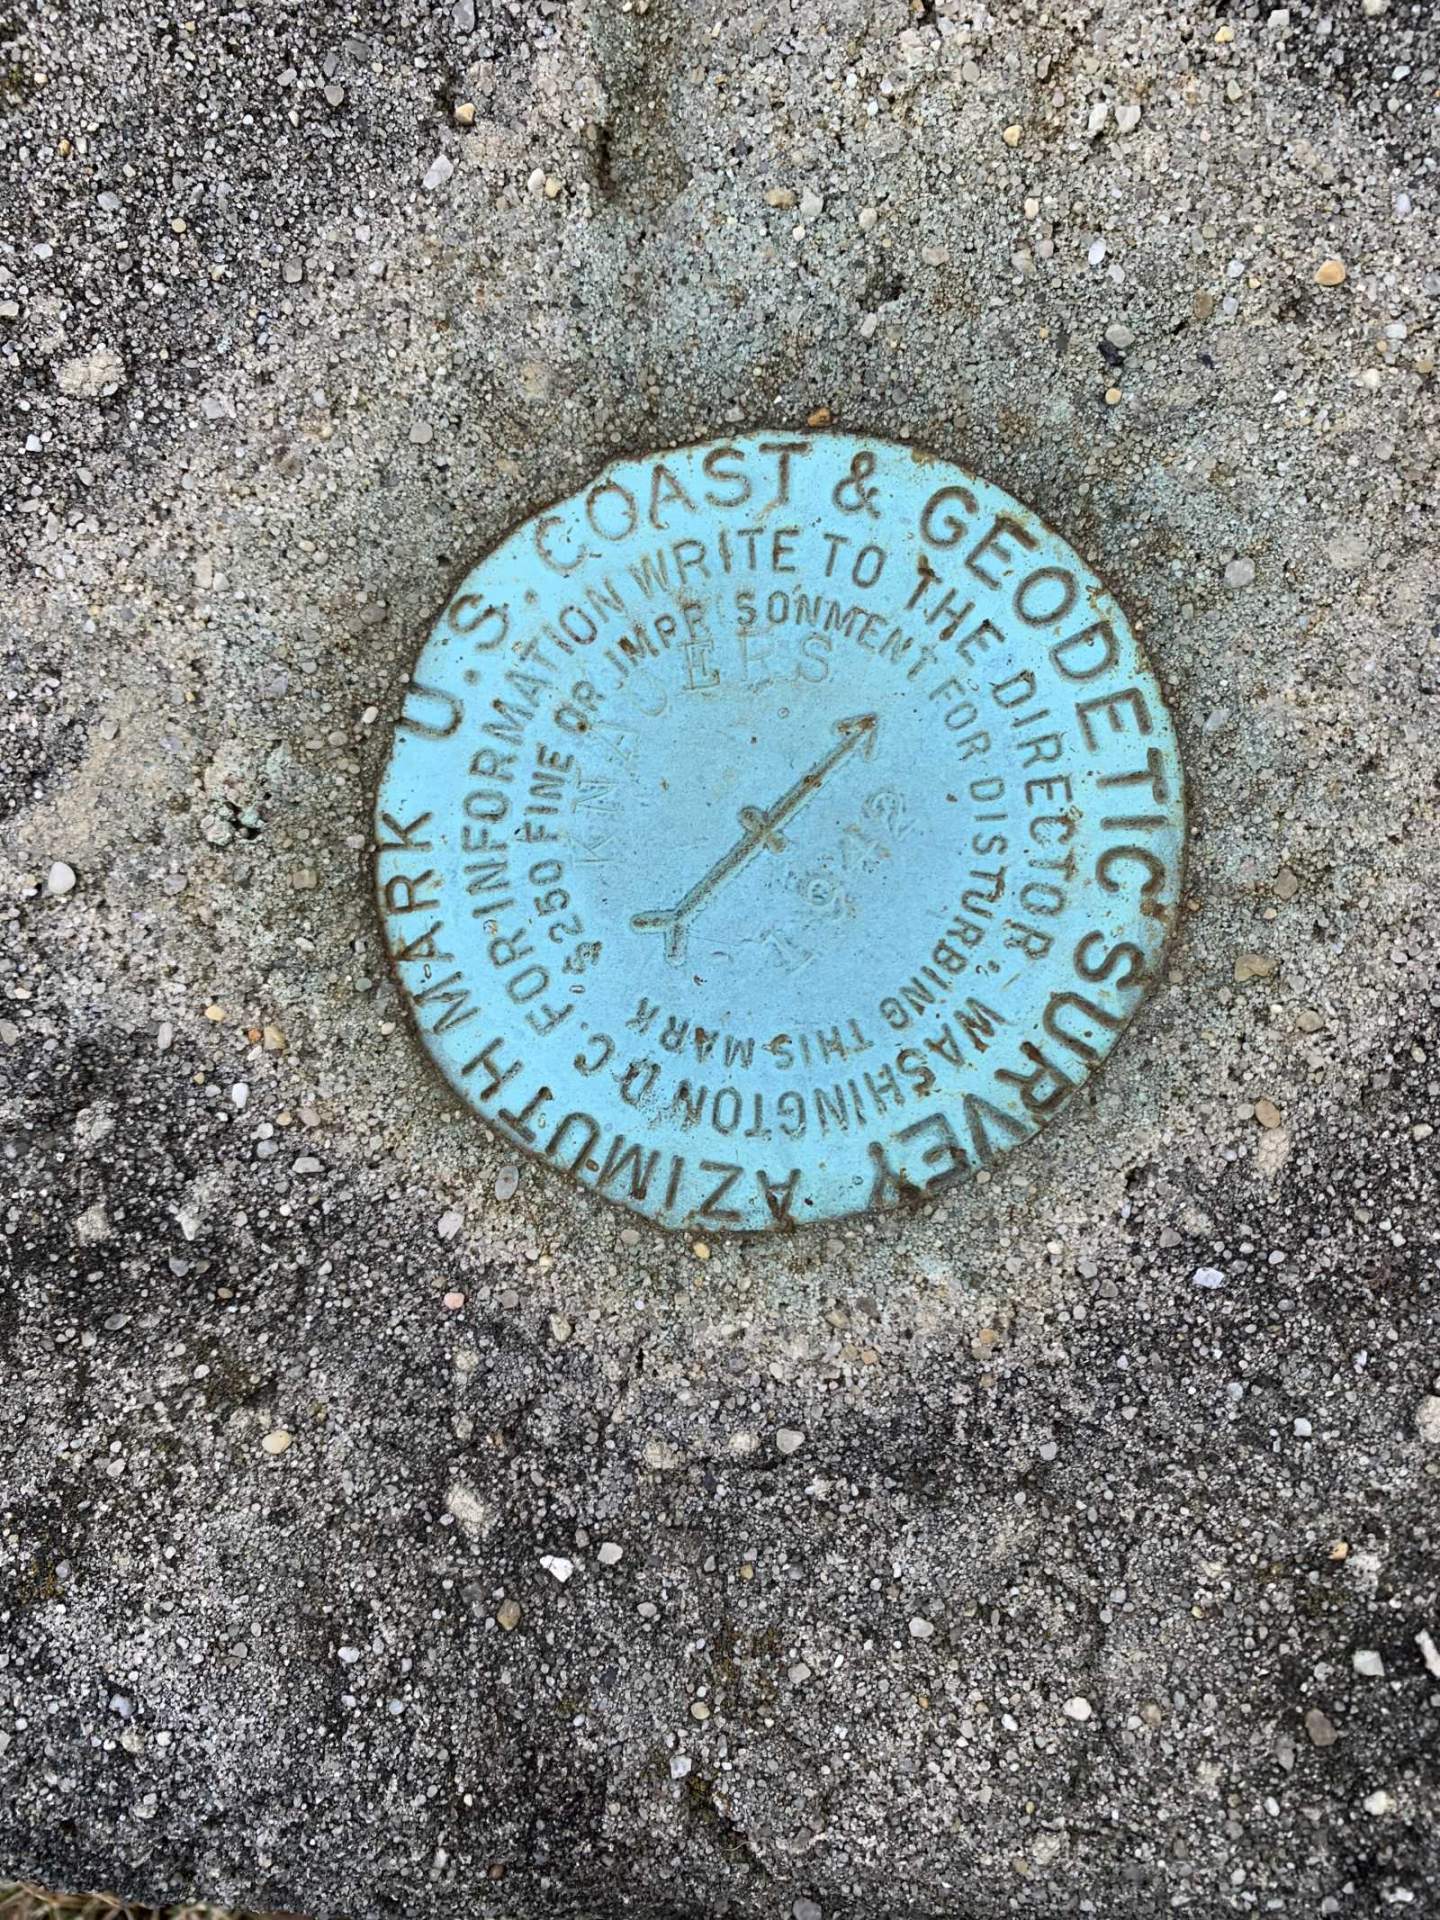 U.S. COAST & GEODETIC SURVEY AZIMUTH MARK
FOR INFORMATION WRITE TO THE DIRECTOR, WASHINGTON D.C.
$250 FINE OR IMPRISONMENT FOR DISTURBING THIS MARK
KNAUERS
1942